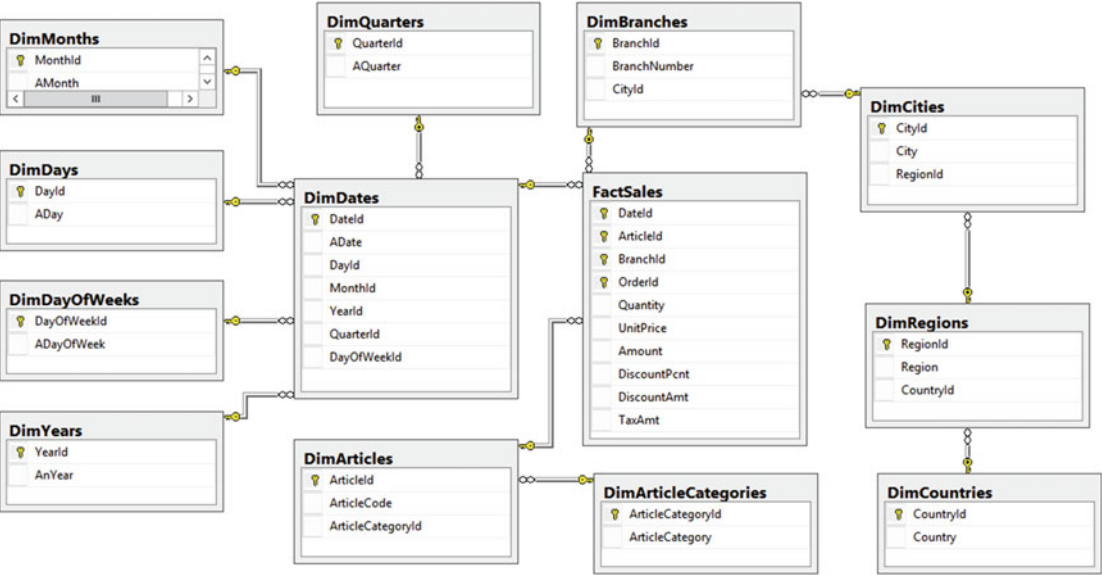 DimMonths
MonthId
AMonth
DimQuarters
QuarterId
AQuarter
DimBranches
BranchId
BranchNumber
CityId
DimCities
CityId
City
RegionId
DimDays
DayId
ADay
DimDates
DateId
ADate
DayId
MonthId
YearId
QuarterId
DayOfWeekId
FactSales
DateId
ArticleId
BranchId
OrderId
Quantity
UnitPrice
Amount
DiscountPcnt
DiscountAmt
TaxAmt
DimDayOfWeeks
DayOfWeekId
ADayOfWeek
DimRegions
RegionId
Region
CountryId
DimYears
YearId
AnYear
DimArticles
ArticleId
ArticleCode
ArticleCategoryId
DimArticleCategories
ArticleCategoryId
ArticleCategory
DimCountries
CountryId
Country